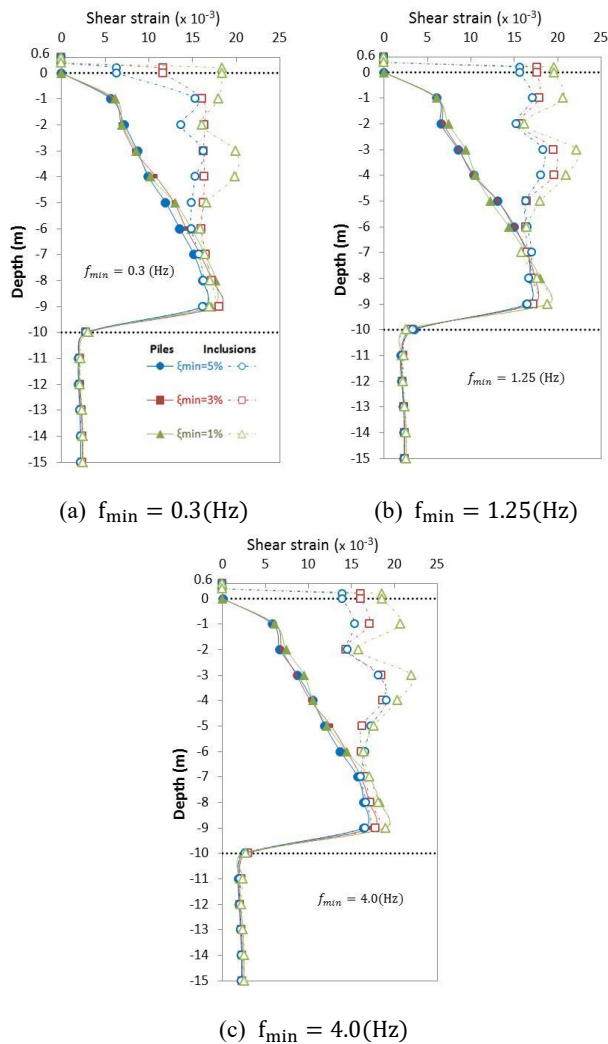 Shear strain (x 10⁻³)
0 5 10 15 20 25
0.6
0
-1
-2
-3
-4
-5
-6
-7
-8
-9
-10
-11
-12
-13
-14
-15
Depth (m)
f_min = 0.3 (Hz)
Piles Inclusions
ξmin=5%
ξmin=3%
ξmin=1%
(a) f_min = 0.3(Hz)
Shear strain (x 10⁻³)
0 5 10 15 20 25
0.6
0
-1
-2
-3
-4
-5
-6
-7
-8
-9
-10
-11
-12
-13
-14
-15
Depth (m)
f_min = 1.25 (Hz)
(b) f_min = 1.25(Hz)
Shear strain (x 10⁻³)
0 5 10 15 20 25
0.6
0
-1
-2
-3
-4
-5
-6
-7
-8
-9
-10
-11
-12
-13
-14
-15
Depth (m)
f_min = 4.0(Hz)
(c) f_min = 4.0(Hz)